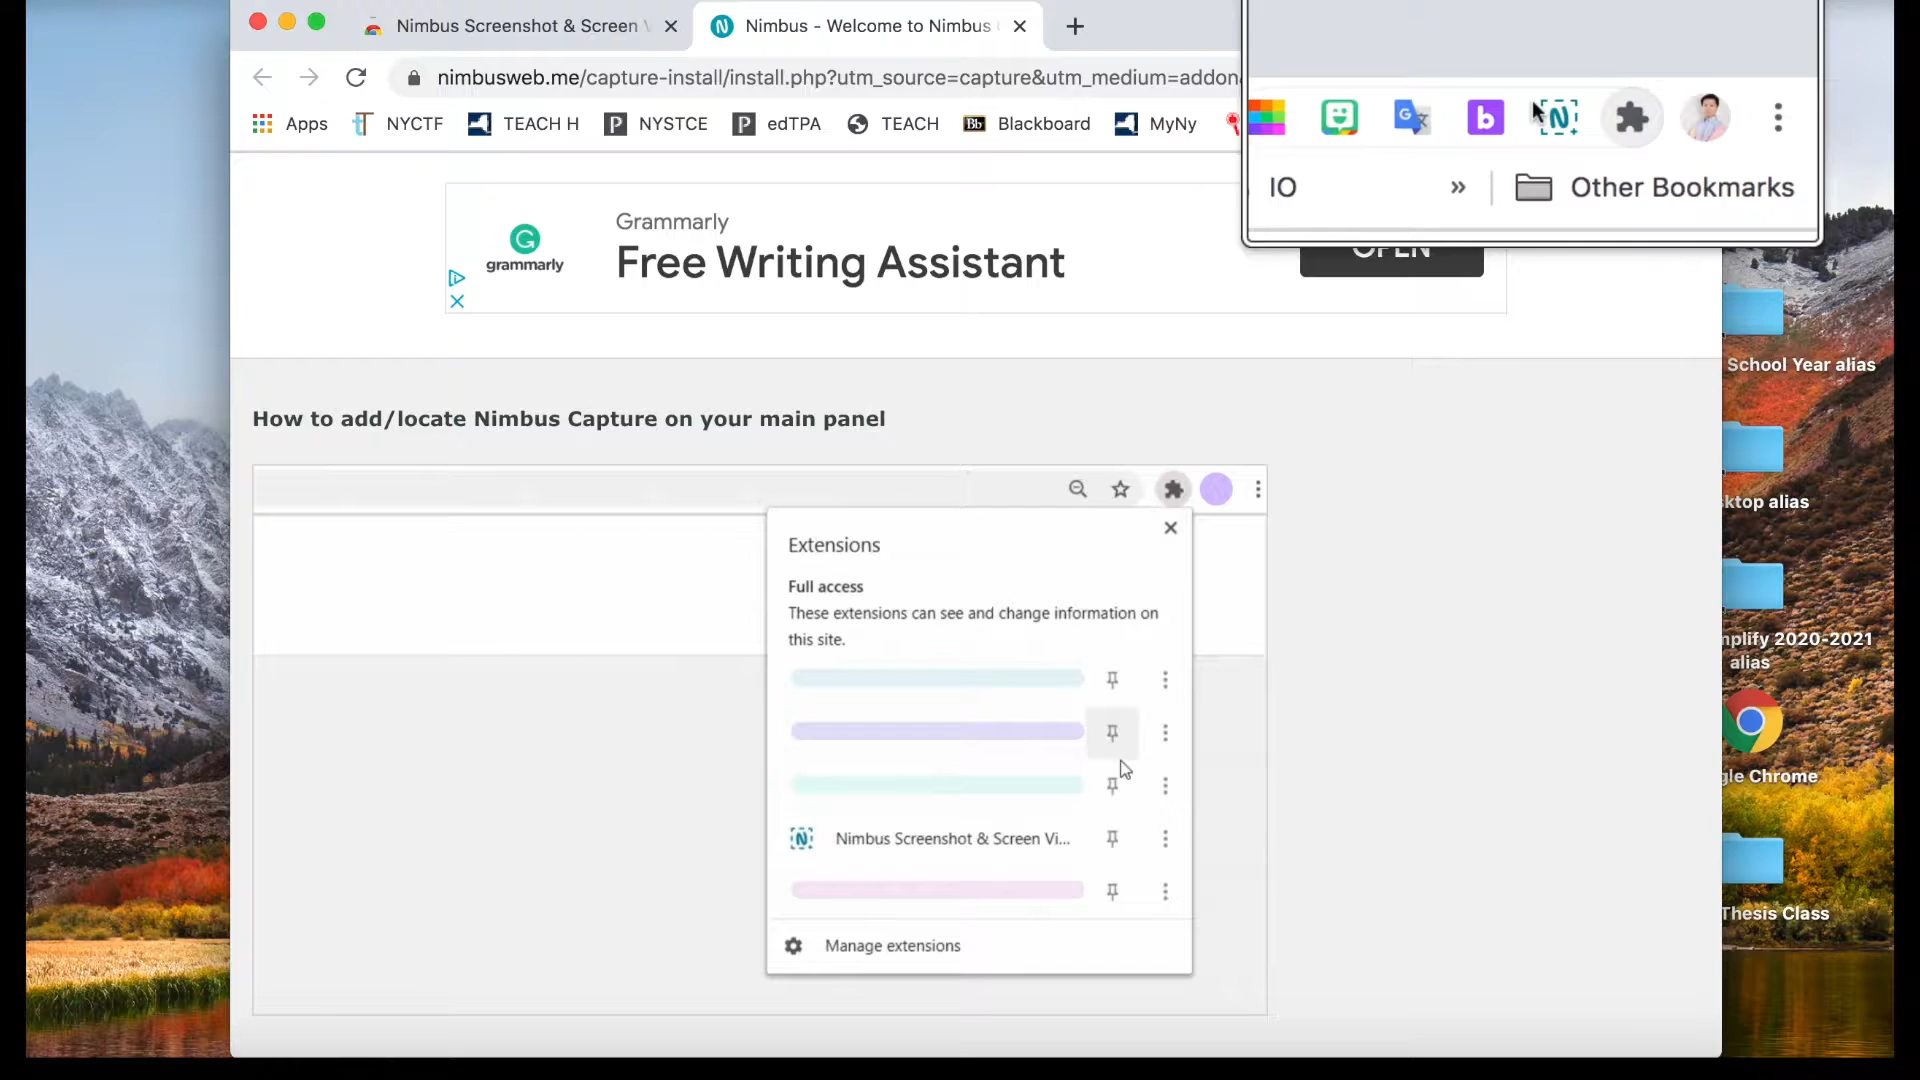 Nimbus Screenshot & Screen
Nimbus - Welcome to Nimbus
nimbusweb.me/capture-install/install.php?utm_source=capture&utm_medium=addon
Apps
NYCTF
TEACH H
NYSTCE
edTPA
TEACH
Bb
Blackboard
MyNy
IO
»
Other Bookmarks
grammarly
Grammarly
Free Writing Assistant
OPEN
How to add/locate Nimbus Capture on your main panel
Extensions
Full access
These extensions can see and change information on
this site.
Nimbus Screenshot & Screen Vi...
Manage extensions
School Year alias
ktop alias
mplify 2020-2021
alias
gle Chrome
Thesis Class